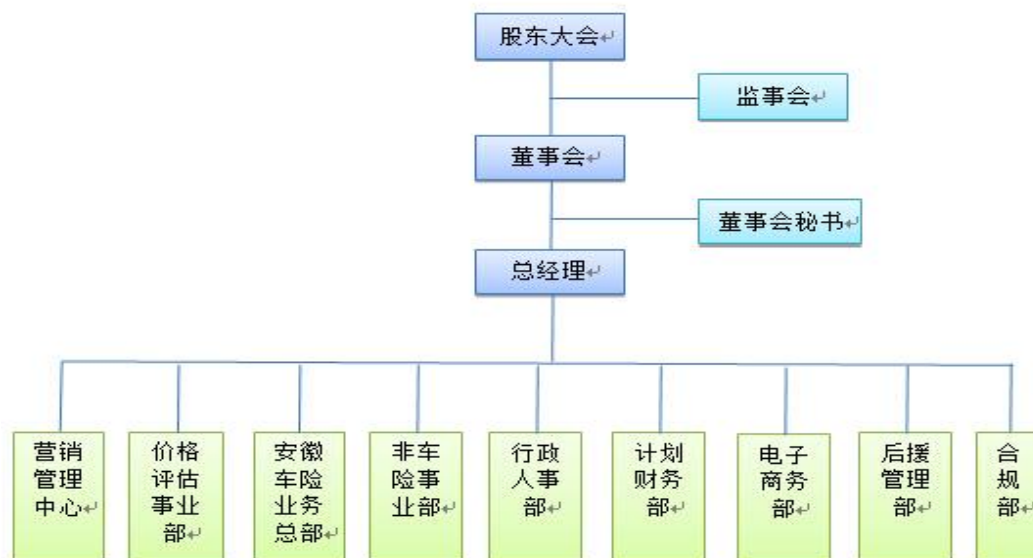 股东大会
监事会
董事会
董事会秘书
总经理
营销
管理
中心
价格
评估
事业
部
安徽
车险
业务
总部
非车
险事
业部
行政
人事
部
计划
财务
部
电子
商务
部
后援
管理
部
合
规
部